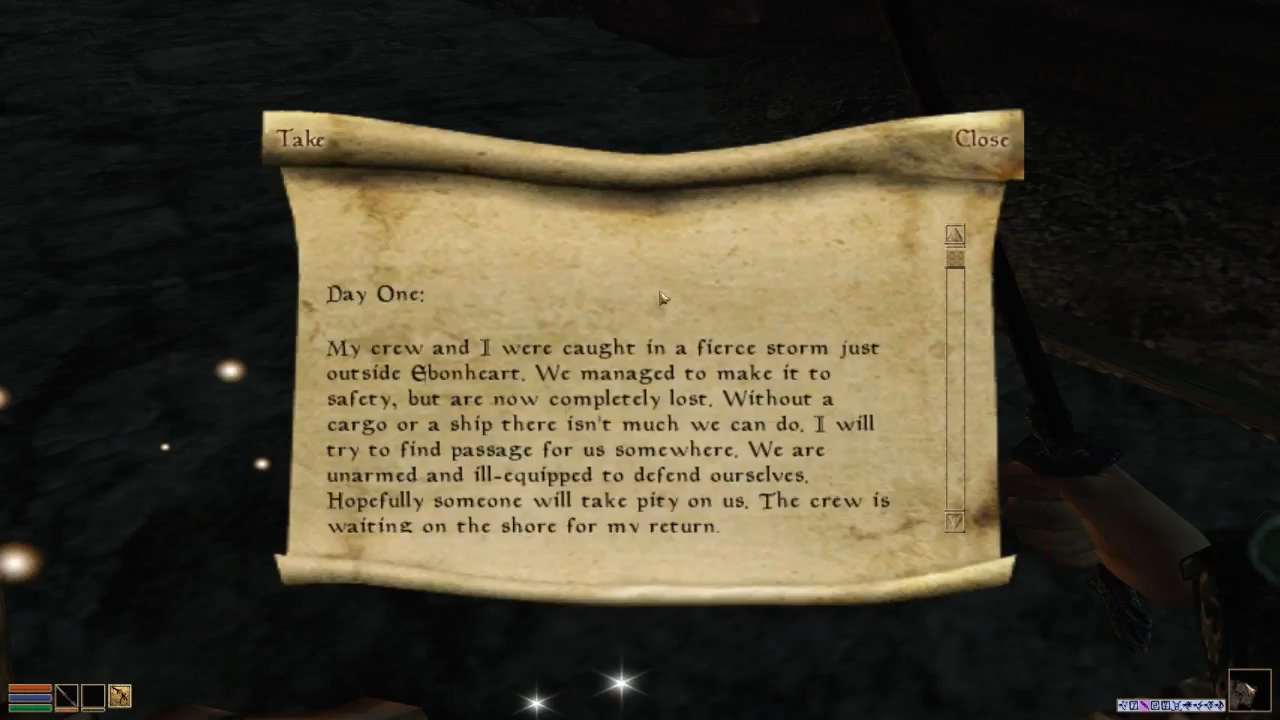 Take
Close
Day One:
My crew and I were caught in a fierce storm just
outside Ebonheart. We managed to make it to
safety, but are now completely lost. Without a
cargo or a ship there isn't much we can do. I will
try to find passage for us somewhere. We are
unarmed and ill-equipped to defend ourselves.
Hopefully someone will take pity on us. The crew is
waiting on the shore for my return.